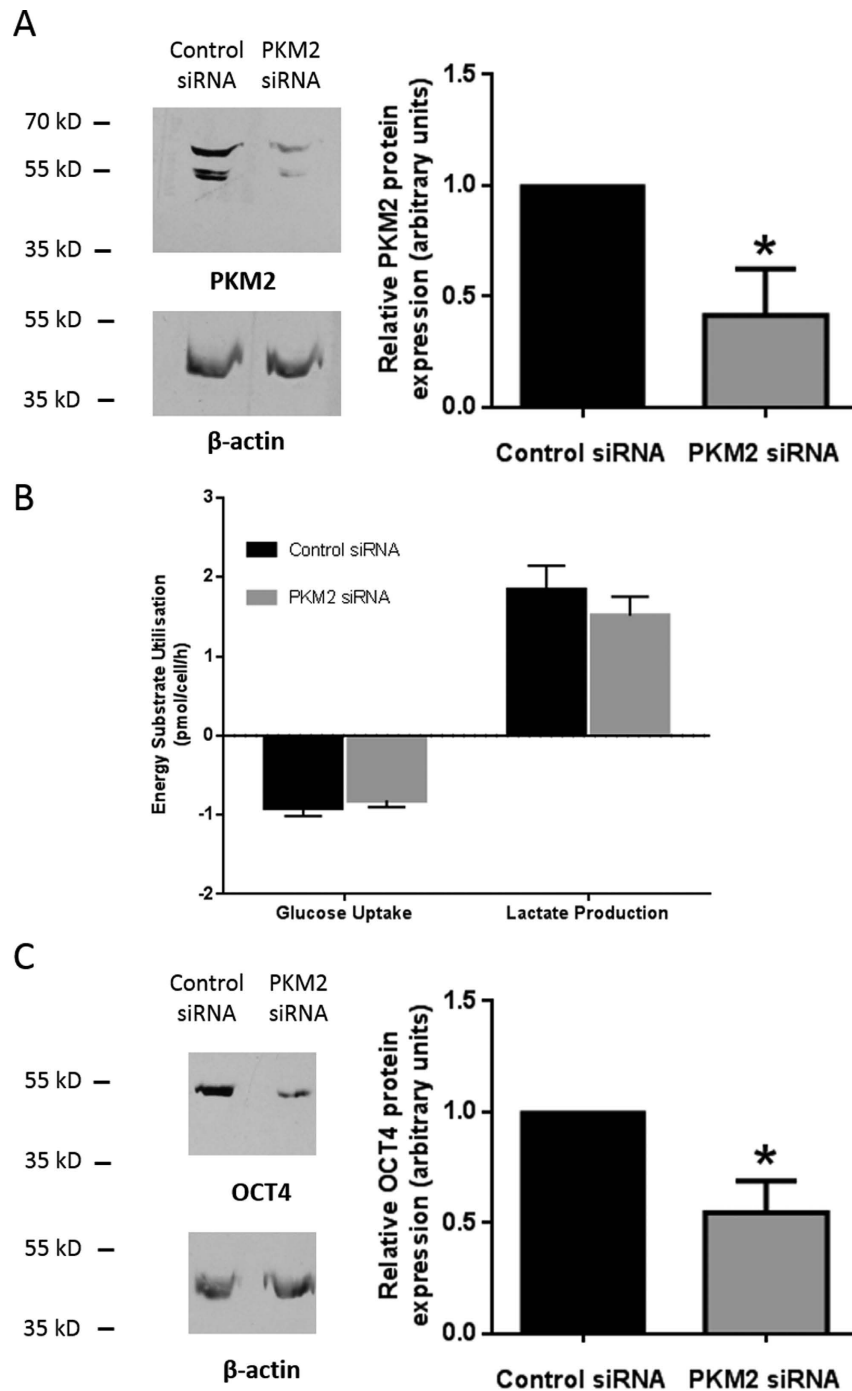 A
Control PKM2
siRNA siRNA
70 kD
55 kD
35 kD
PKM2
55 kD
35 kD
β-actin
Relative PKM2 protein
expression (arbitrary units)
1.5
1.0
*
0.5
0.0
Control siRNA PKM2 siRNA
B
Energy Substrate Utilisation
(pmol/cell/h)
3
2
1
0
-1
-2
Control siRNA
PKM2 siRNA
Glucose Uptake Lactate Production
C
Control PKM2
siRNA siRNA
55 kD
35 kD
OCT4
55 kD
35 kD
β-actin
Relative OCT4 protein
expression (arbitrary units)
1.5
1.0
*
0.5
0.0
Control siRNA PKM2 siRNA